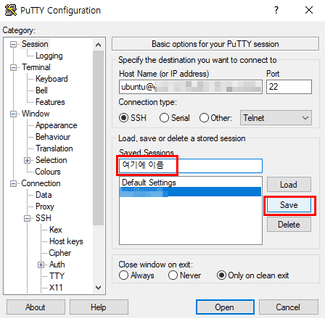 PuTTY Configuration
Category:
Session
Logging
Terminal
Keyboard
Bell
Features
Window
Appearance
Behaviour
Translation
Selection
Colours
Connection
Data
Proxy
SSH
Kex
Host keys
Cipher
Auth
TTY
X11
Basic options for your PuTTY session
Specify the destination you want to connect to
Host Name (or IP address) Port
ubuntu@ 22
Connection type:
SSH Serial Other: Telnet
Load, save or delete a stored session
Saved Sessions
여기에 이름
Default Settings
Load
Save
Delete
Close window on exit:
Always Never Only on clean exit
About Help Open Cancel